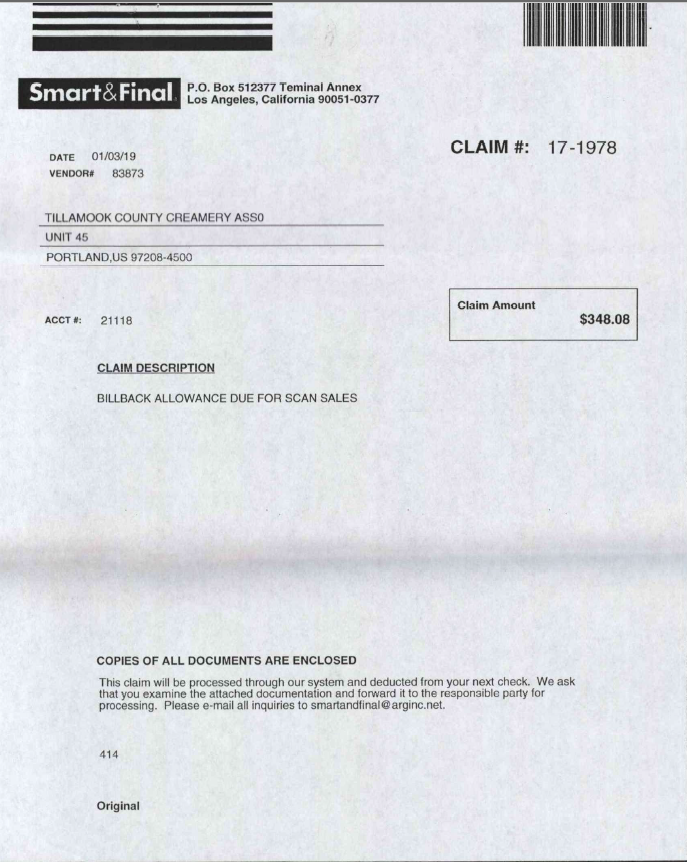 Smart&Final
P.O. Box 512377 Teminal Annex
Los Angeles, California 90051-0377
CLAIM #: 17-1978
DATE 01/03/19
VENDOR# 83873
TILLAMOOK COUNTY CREAMERY ASS0
UNIT 45
PORTLAND,US 97208-4500
Claim Amount
$348.08
ACCT #: 21118
CLAIM DESCRIPTION
BILLBACK ALLOWANCE DUE FOR SCAN SALES
COPIES OF ALL DOCUMENTS ARE ENCLOSED
This claim will be processed through our system and deducted from your next check. We ask
that you examine the attached documentation and forward it to the responsible party for
processing. Please e-mail all inquiries to smartandfinal@arginc.net.
414
Original